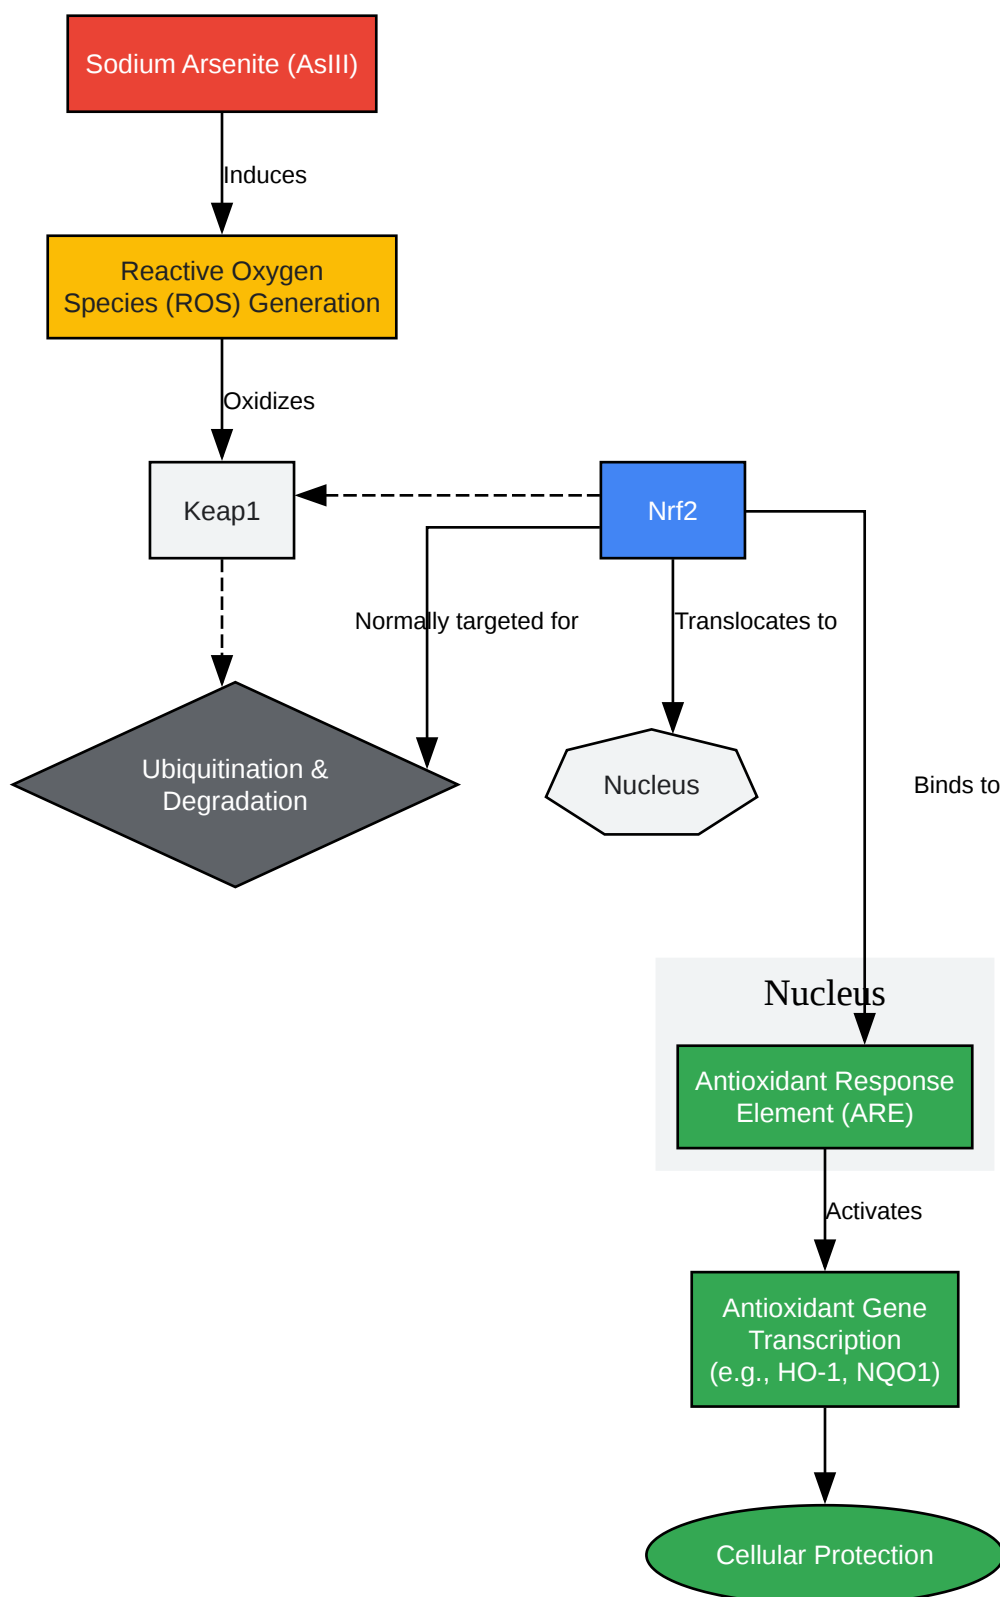 Sodium Arsenite (AsIII)
Induces
Reactive Oxygen
Species (ROS) Generation
Oxidizes
Keap1
Nrf2
Normally targeted for
Translocates to
Ubiquitination &
Degradation
Nucleus
Binds to
Nucleus
Antioxidant Response
Element (ARE)
Activates
Antioxidant Gene
Transcription
(e.g., HO-1, NQO1)
Cellular Protection